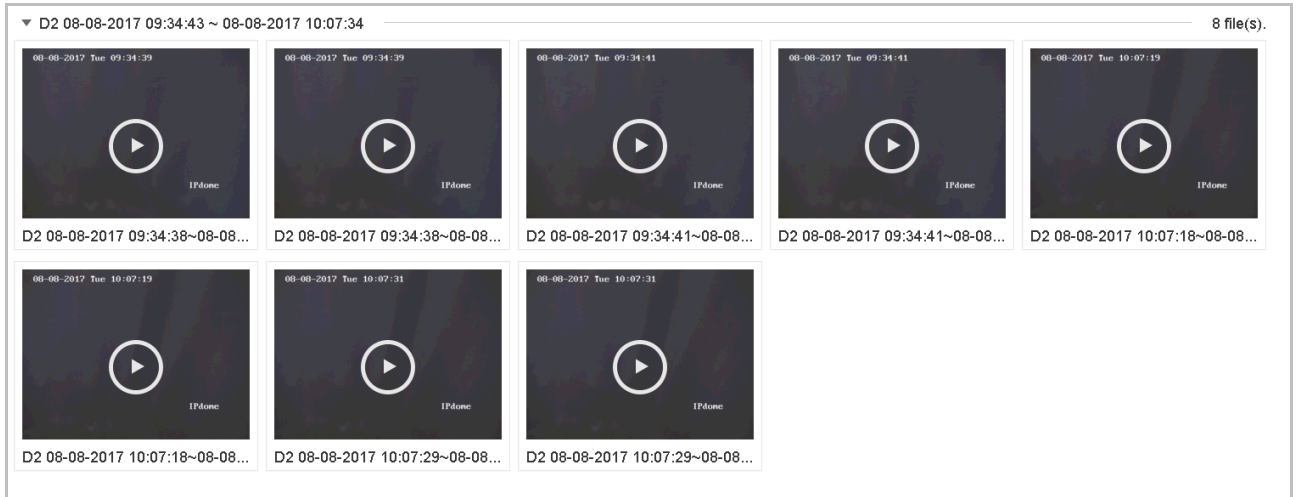 D2 08-08-2017 09:34:43 ~ 08-08-2017 10:07:34 8 file(s).
08-08-2017 Tue 09:34:39
IPdome
D2 08-08-2017 09:34:38~08-08...
08-08-2017 Tue 09:34:39
IPdome
D2 08-08-2017 09:34:38~08-08...
08-08-2017 Tue 09:34:41
IPdome
D2 08-08-2017 09:34:41~08-08...
08-08-2017 Tue 09:34:41
IPdome
D2 08-08-2017 09:34:41~08-08...
08-08-2017 Tue 10:07:19
IPdome
D2 08-08-2017 10:07:18~08-08...
08-08-2017 Tue 10:07:19
IPdome
D2 08-08-2017 10:07:18~08-08...
08-08-2017 Tue 10:07:31
IPdome
D2 08-08-2017 10:07:29~08-08...
08-08-2017 Tue 10:07:31
IPdome
D2 08-08-2017 10:07:29~08-08...